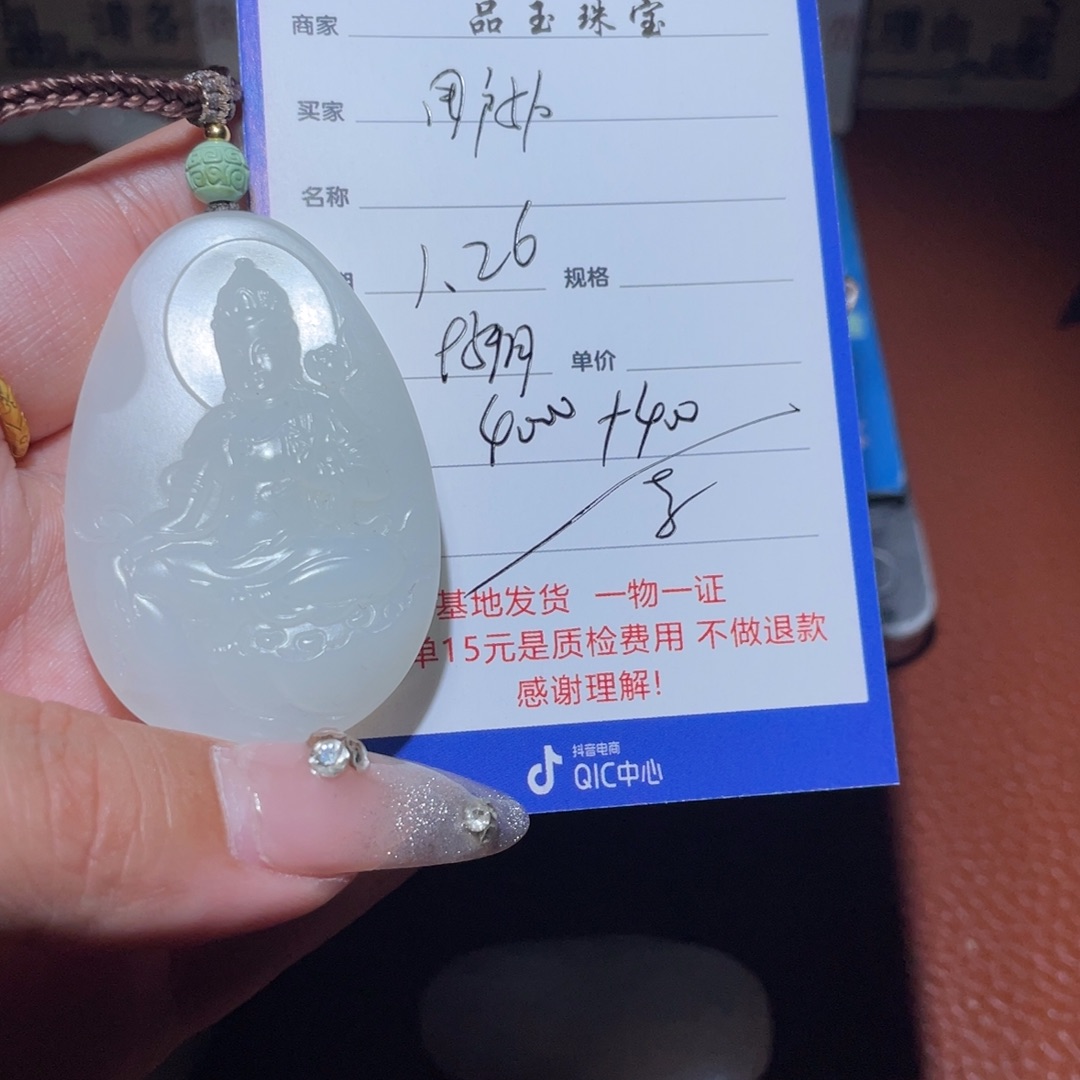 商家 品玉珠宝
买家
名称
1.26 规格
单价
4000 +400
基地发货 一物一证
单15元是质检费用 不做退款
感谢理解!
抖音电商
QIC中心